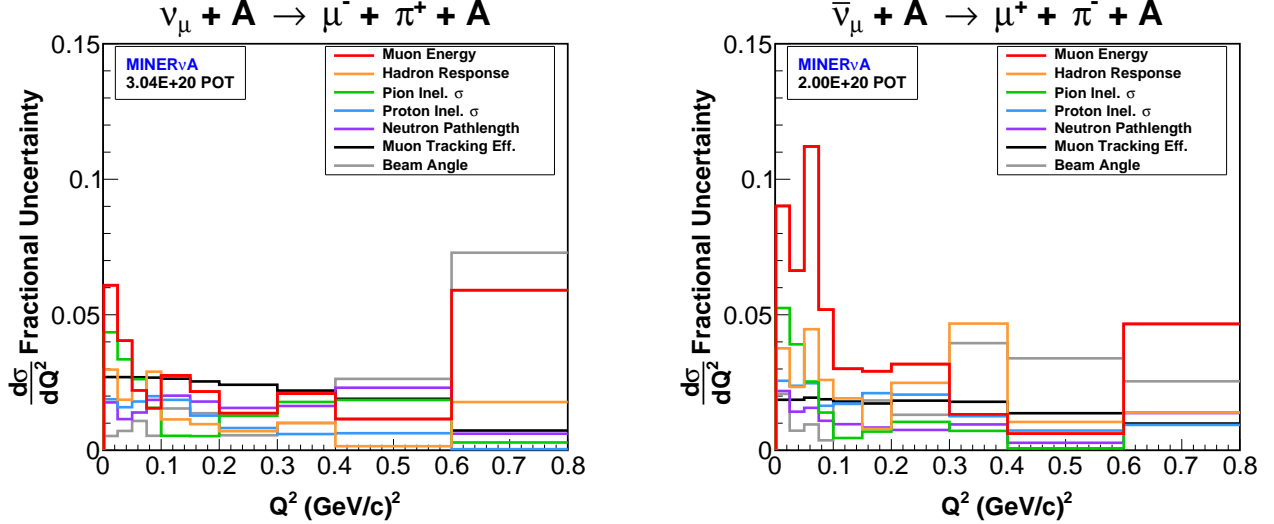 νμ + A → μ- + π+ + A
dσ/dQ² Fractional Uncertainty
0.15
0.1
0.05
0
MINERνA
3.04E+20 POT
Muon Energy
Hadron Response
Pion Inel. σ
Proton Inel. σ
Neutron Pathlength
Muon Tracking Eff.
Beam Angle
0 0.1 0.2 0.3 0.4 0.5 0.6 0.7 0.8
Q² (GeV/c)²
ν̄μ + A → μ+ + π- + A
dσ/dQ² Fractional Uncertainty
0.15
0.1
0.05
0
MINERνA
2.00E+20 POT
Muon Energy
Hadron Response
Pion Inel. σ
Proton Inel. σ
Neutron Pathlength
Muon Tracking Eff.
Beam Angle
0 0.1 0.2 0.3 0.4 0.5 0.6 0.7 0.8
Q² (GeV/c)²